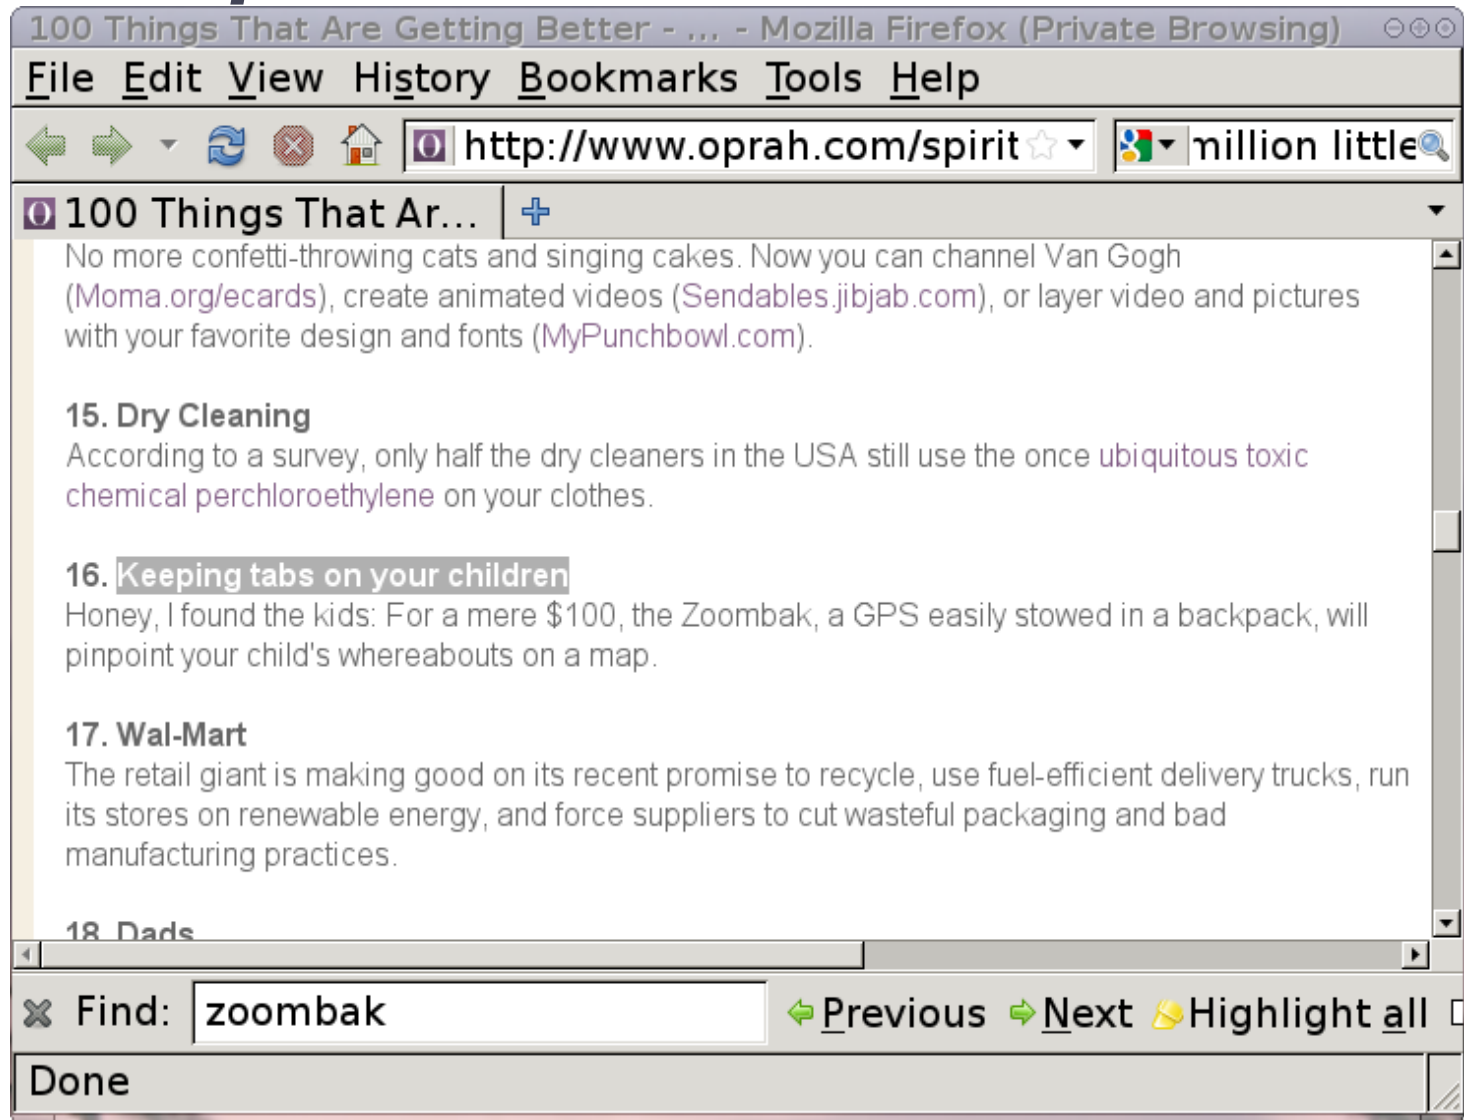 100 Things That Are Getting Better - ... - Mozilla Firefox (Private Browsing)
File Edit View History Bookmarks Tools Help
http://www.oprah.com/spirit million little
100 Things That Ar...
No more confetti-throwing cats and singing cakes. Now you can channel Van Gogh
(Moma.org/ecards), create animated videos (Sendables.jibjab.com), or layer video and pictures
with your favorite design and fonts (MyPunchbowl.com).
15. Dry Cleaning
According to a survey, only half the dry cleaners in the USA still use the once ubiquitous toxic
chemical perchloroethylene on your clothes.
16. Keeping tabs on your children
Honey, I found the kids: For a mere $100, the Zoombak, a GPS easily stowed in a backpack, will
pinpoint your child's whereabouts on a map.
17. Wal-Mart
The retail giant is making good on its recent promise to recycle, use fuel-efficient delivery trucks, run
its stores on renewable energy, and force suppliers to cut wasteful packaging and bad
manufacturing practices.
18. Dads
Find: zoombak Previous Next Highlight all
Done